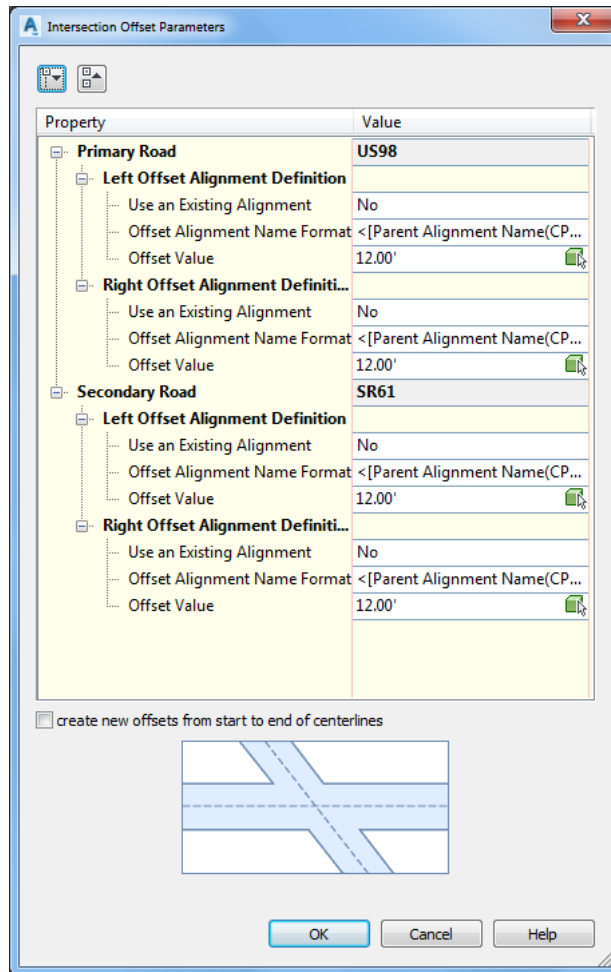 Intersection Offset Parameters
Property Value
Primary Road US98
Left Offset Alignment Definition
Use an Existing Alignment No
Offset Alignment Name Format <[Parent Alignment Name(CP...
Offset Value 12.00'
Right Offset Alignment Definiti...
Use an Existing Alignment No
Offset Alignment Name Format <[Parent Alignment Name(CP...
Offset Value 12.00'
Secondary Road SR61
Left Offset Alignment Definition
Use an Existing Alignment No
Offset Alignment Name Format <[Parent Alignment Name(CP...
Offset Value 12.00'
Right Offset Alignment Definiti...
Use an Existing Alignment No
Offset Alignment Name Format <[Parent Alignment Name(CP...
Offset Value 12.00'
create new offsets from start to end of centerlines
OK Cancel Help